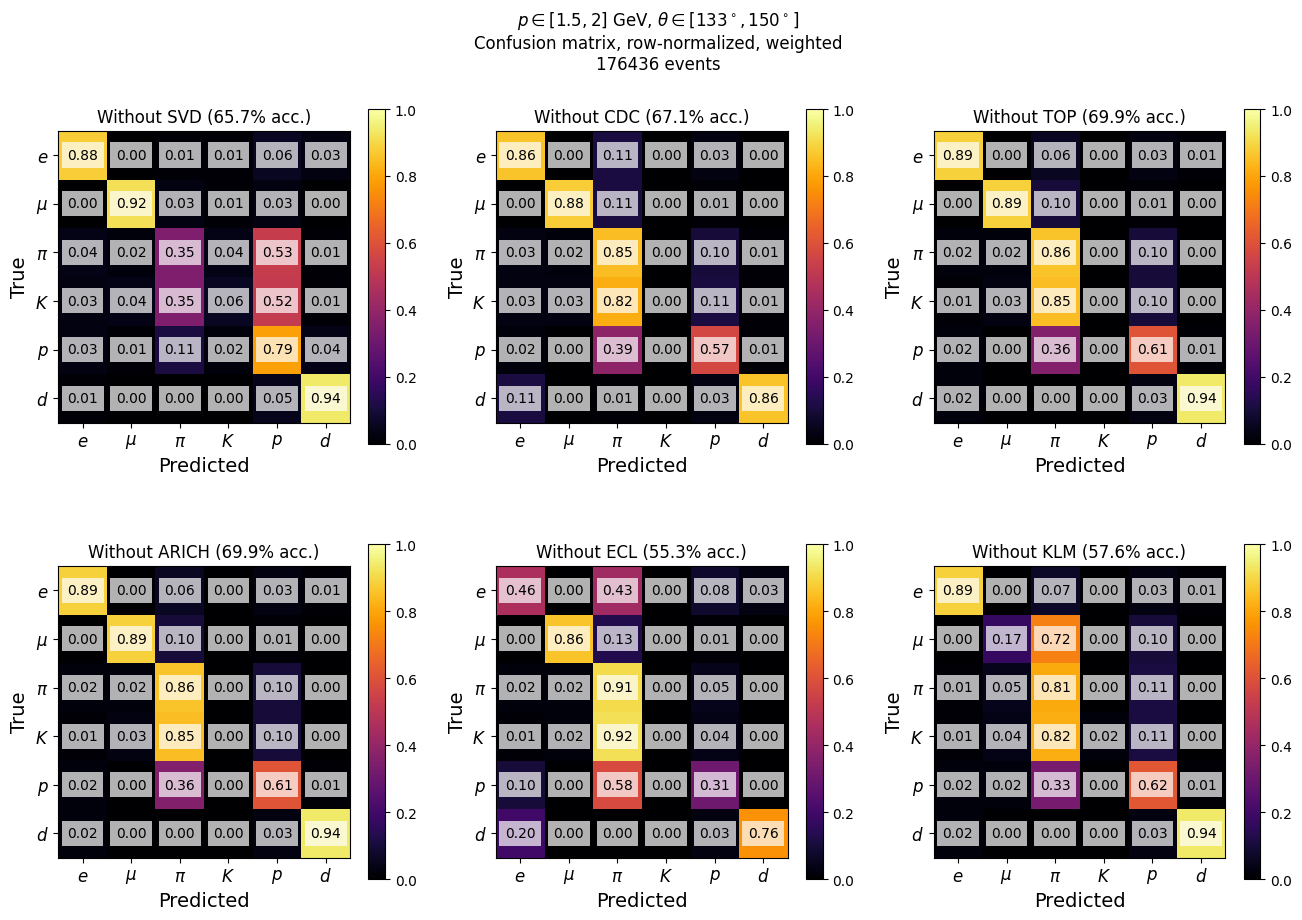 p ∈ [1.5, 2] GeV, θ ∈ [133°, 150°]
Confusion matrix, row-normalized, weighted
176436 events
Without SVD (65.7% acc.)
True
e 0.88 0.00 0.01 0.01 0.06 0.03
μ 0.00 0.92 0.03 0.01 0.03 0.00
π 0.04 0.02 0.35 0.04 0.53 0.01
K 0.03 0.04 0.35 0.06 0.52 0.01
p 0.03 0.01 0.11 0.02 0.79 0.04
d 0.01 0.00 0.00 0.00 0.05 0.94
e μ π K p d
Predicted
1.0
0.8
0.6
0.4
0.2
0.0
Without CDC (67.1% acc.)
True
e 0.86 0.00 0.11 0.00 0.03 0.00
μ 0.00 0.88 0.11 0.00 0.01 0.00
π 0.03 0.02 0.85 0.00 0.10 0.01
K 0.03 0.03 0.82 0.00 0.11 0.01
p 0.02 0.00 0.39 0.00 0.57 0.01
d 0.11 0.00 0.01 0.00 0.03 0.86
e μ π K p d
Predicted
1.0
0.8
0.6
0.4
0.2
0.0
Without TOP (69.9% acc.)
True
e 0.89 0.00 0.06 0.00 0.03 0.01
μ 0.00 0.89 0.10 0.00 0.01 0.00
π 0.02 0.02 0.86 0.00 0.10 0.00
K 0.01 0.03 0.85 0.00 0.10 0.00
p 0.02 0.00 0.36 0.00 0.61 0.01
d 0.02 0.00 0.00 0.00 0.03 0.94
e μ π K p d
Predicted
1.0
0.8
0.6
0.4
0.2
0.0
Without ARICH (69.9% acc.)
True
e 0.89 0.00 0.06 0.00 0.03 0.01
μ 0.00 0.89 0.10 0.00 0.01 0.00
π 0.02 0.02 0.86 0.00 0.10 0.00
K 0.01 0.03 0.85 0.00 0.10 0.00
p 0.02 0.00 0.36 0.00 0.61 0.01
d 0.02 0.00 0.00 0.00 0.03 0.94
e μ π K p d
Predicted
1.0
0.8
0.6
0.4
0.2
0.0
Without ECL (55.3% acc.)
True
e 0.46 0.00 0.43 0.00 0.08 0.03
μ 0.00 0.86 0.13 0.00 0.01 0.00
π 0.02 0.02 0.91 0.00 0.05 0.00
K 0.01 0.02 0.92 0.00 0.04 0.00
p 0.10 0.00 0.58 0.00 0.31 0.00
d 0.20 0.00 0.00 0.00 0.03 0.76
e μ π K p d
Predicted
1.0
0.8
0.6
0.4
0.2
0.0
Without KLM (57.6% acc.)
True
e 0.89 0.00 0.07 0.00 0.03 0.01
μ 0.00 0.17 0.72 0.00 0.10 0.00
π 0.01 0.05 0.81 0.00 0.11 0.00
K 0.01 0.04 0.82 0.02 0.11 0.00
p 0.02 0.02 0.33 0.00 0.62 0.01
d 0.02 0.00 0.00 0.00 0.03 0.94
e μ π K p d
Predicted
1.0
0.8
0.6
0.4
0.2
0.0